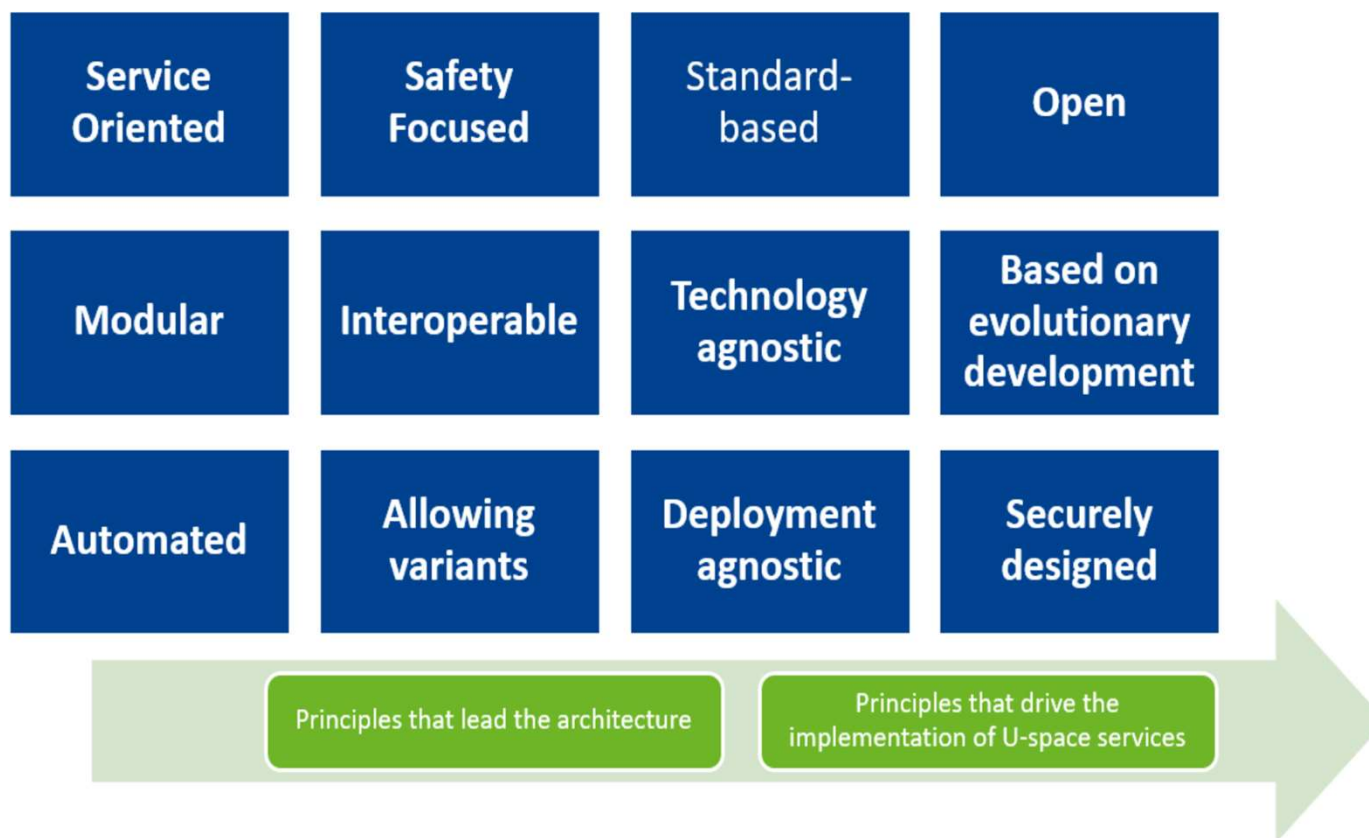 Service
Oriented
Safety
Focused
Standard-
based
Open
Modular
Interoperable
Technology
agnostic
Based on
evolutionary
development
Automated
Allowing
variants
Deployment
agnostic
Securely
designed
Principles that lead the architecture
Principles that drive the
implementation of U-space services